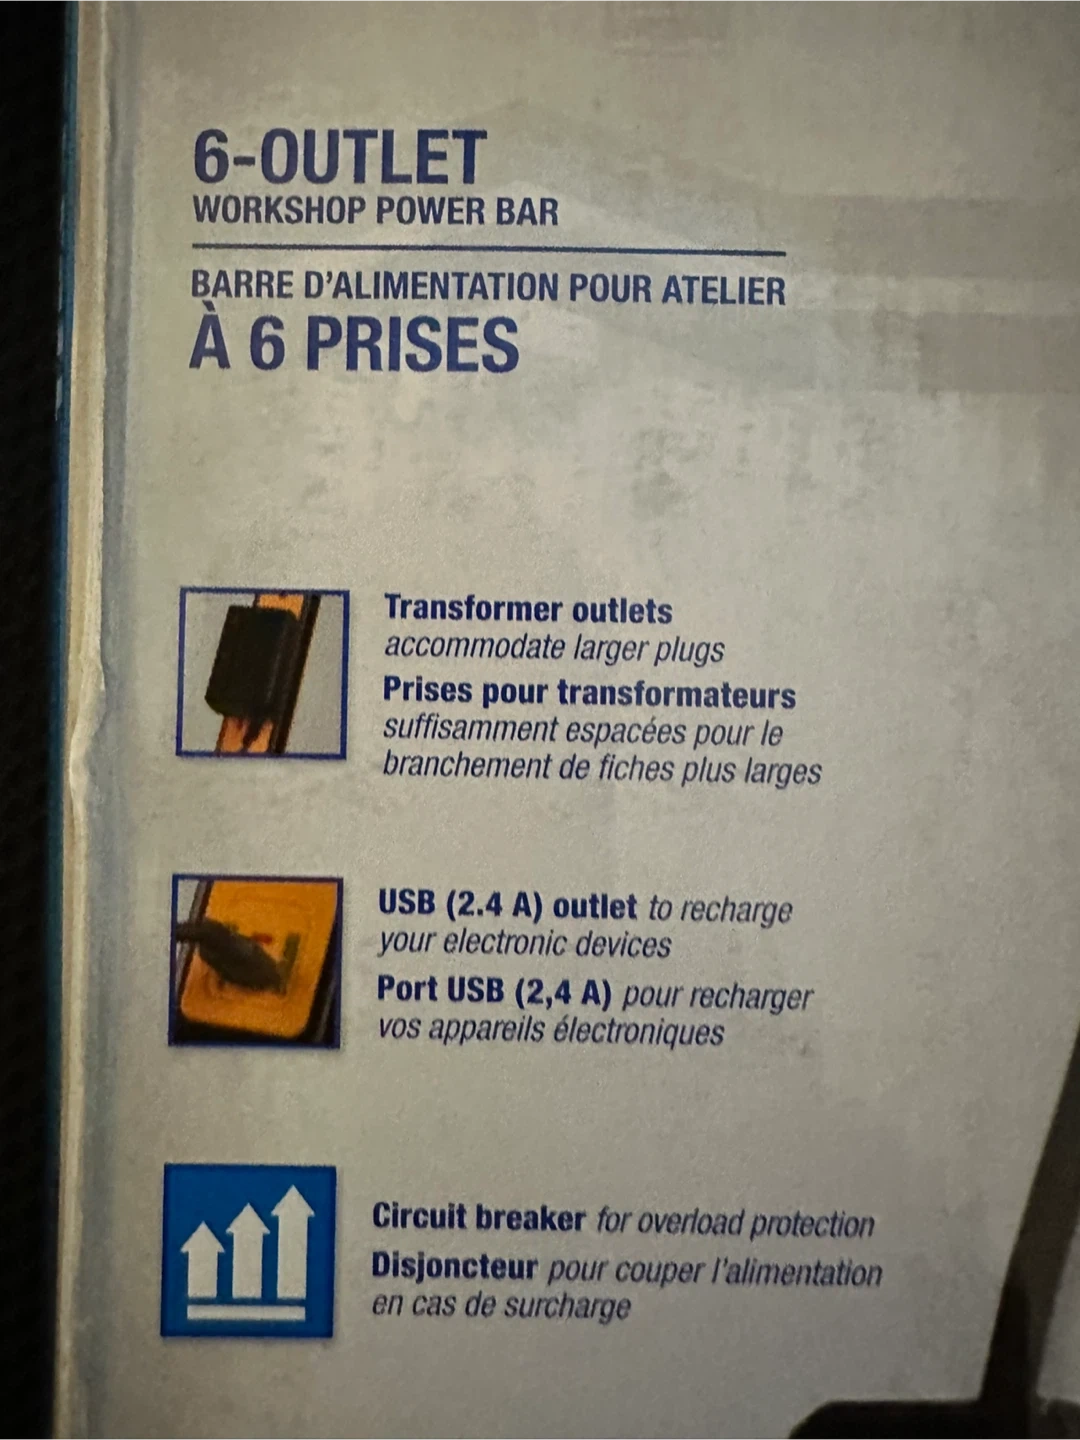 6-OUTLET
WORKSHOP POWER BAR
BARRE D'ALIMENTATION POUR ATELIER
À 6 PRISES
Transformer outlets
accommodate larger plugs
Prises pour transformateurs
suffisamment espacées pour le
branchement de fiches plus larges
USB (2.4 A) outlet to recharge
your electronic devices
Port USB (2,4 A) pour recharger
vos appareils électroniques
Circuit breaker for overload protection
Disjoncteur pour couper l'alimentation
en cas de surcharge